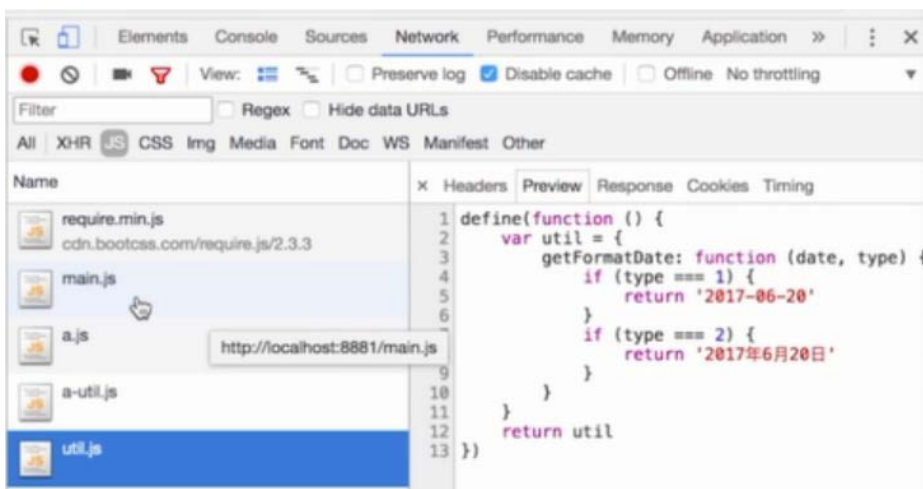 Elements Console Sources Network Performance Memory Application »
View: Preserve log Disable cache Offline No throttling
Filter Regex Hide data URLs
All XHR JS CSS Img Media Font Doc WS Manifest Other
Name
× Headers Preview Response Cookies Timing
require.min.js
cdn.bootcss.com/require.js/2.3.3
main.js
http://localhost:8881/main.js
a.js
a-util.js
util.js
1 define(function () {
2 var util = {
3 getFormatDate: function (date, type) {
4 if (type === 1) {
5 return '2017-06-20'
6 }
if (type === 2) {
return '2017年6月20日'
9 }
10 }
11 }
12 return util
13 })